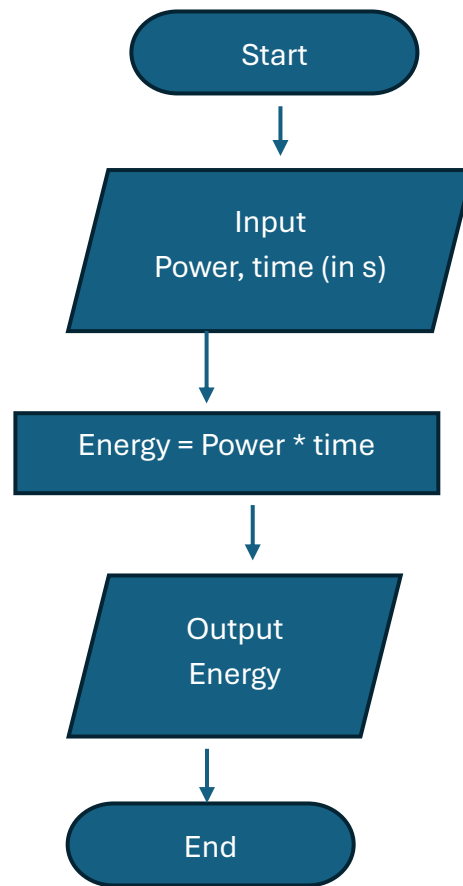 Start
Input
Power, time (in s)
Energy = Power * time
Output
Energy
End